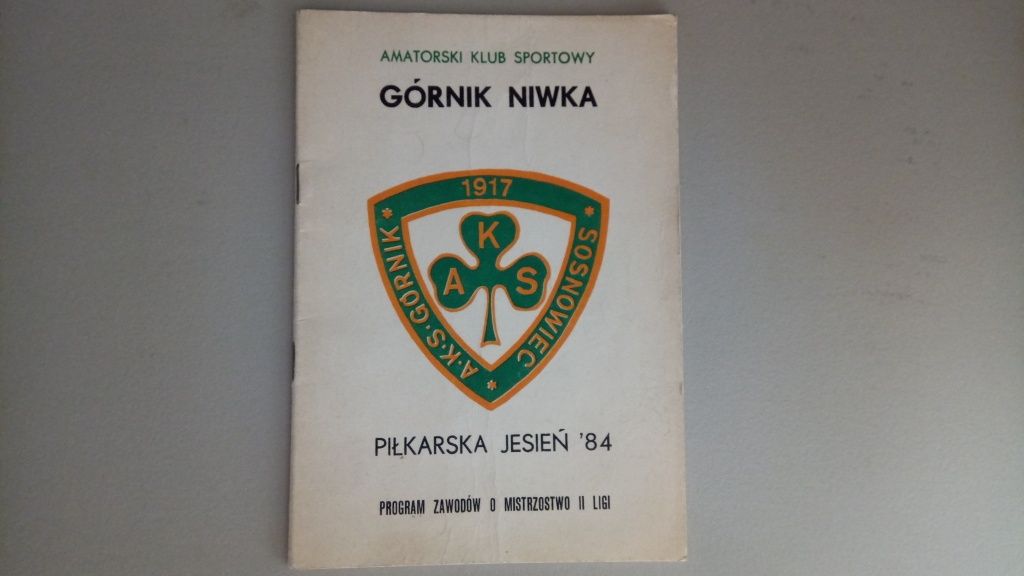 AMATORSKI KLUB SPORTOWY
GÓRNIK NIWKA
1917
A·K·S·GÓRNIK * * SOSNOWIEC *
K
A S
PIŁKARSKA JESIEŃ '84
PROGRAM ZAWODÓW O MISTRZOSTWO II LIGI